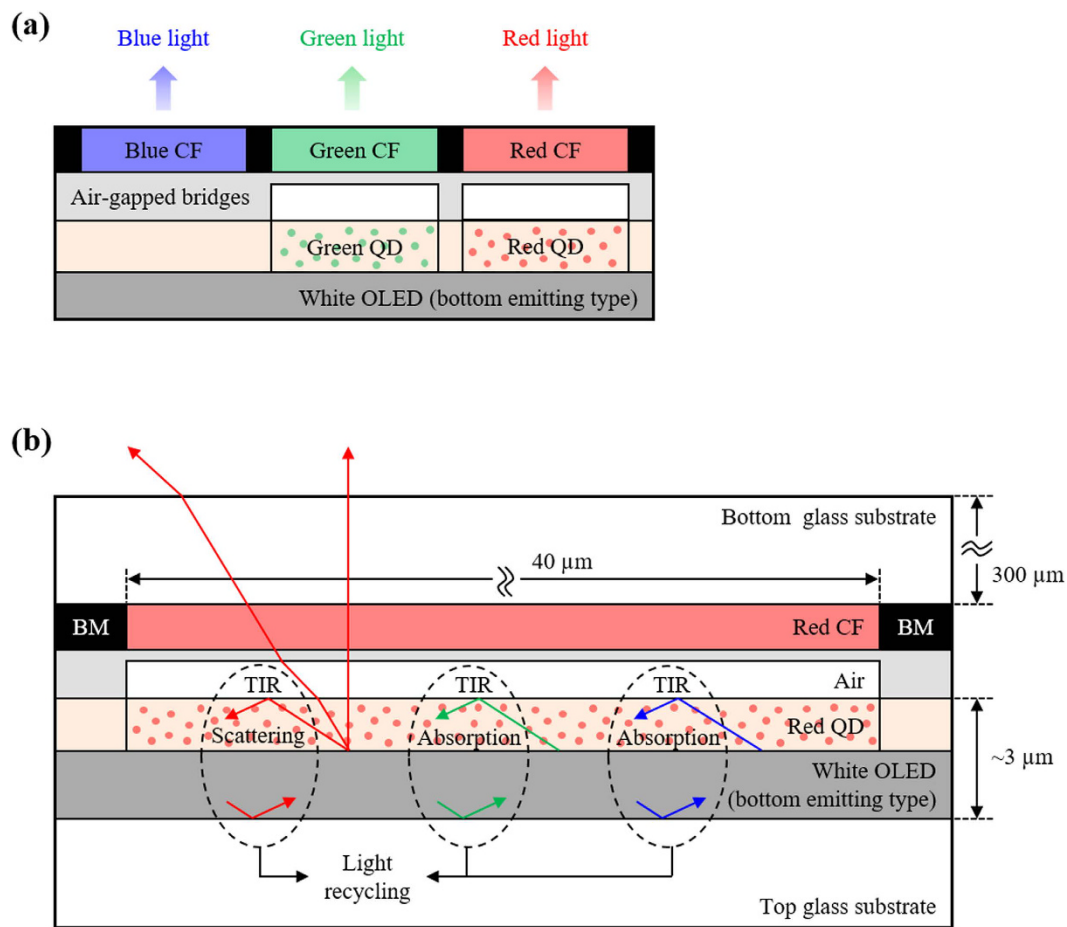 (a)
Blue light
Green light
Red light
Blue CF
Green CF
Red CF
Air-gapped bridges
Green QD
Red QD
White OLED (bottom emitting type)
(b)
Bottom glass substrate
40 µm
300 µm
BM
Red CF
BM
TIR
TIR
TIR
Air
Scattering
Absorption
Absorption
Red QD
~3 µm
White OLED
(bottom emitting type)
Light
recycling
Top glass substrate